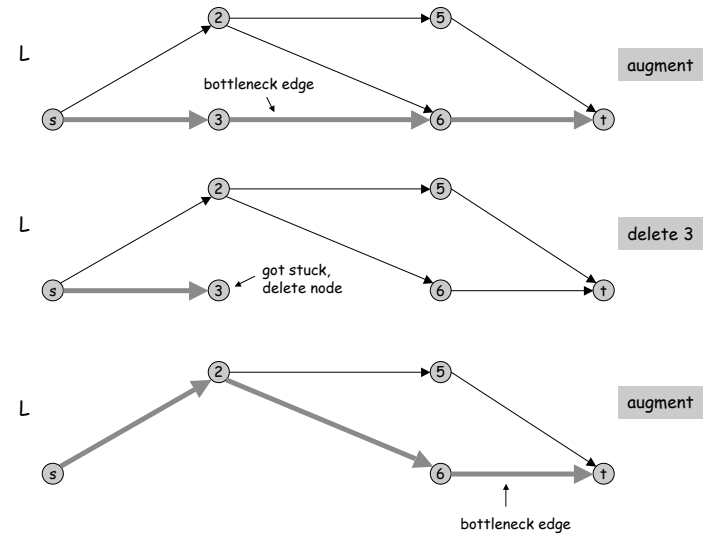 2
5
L
augment
bottleneck edge
s
3
6
t
2
5
L
delete 3
got stuck,
delete node
s
3
6
t
2
5
L
augment
s
6
t
bottleneck edge